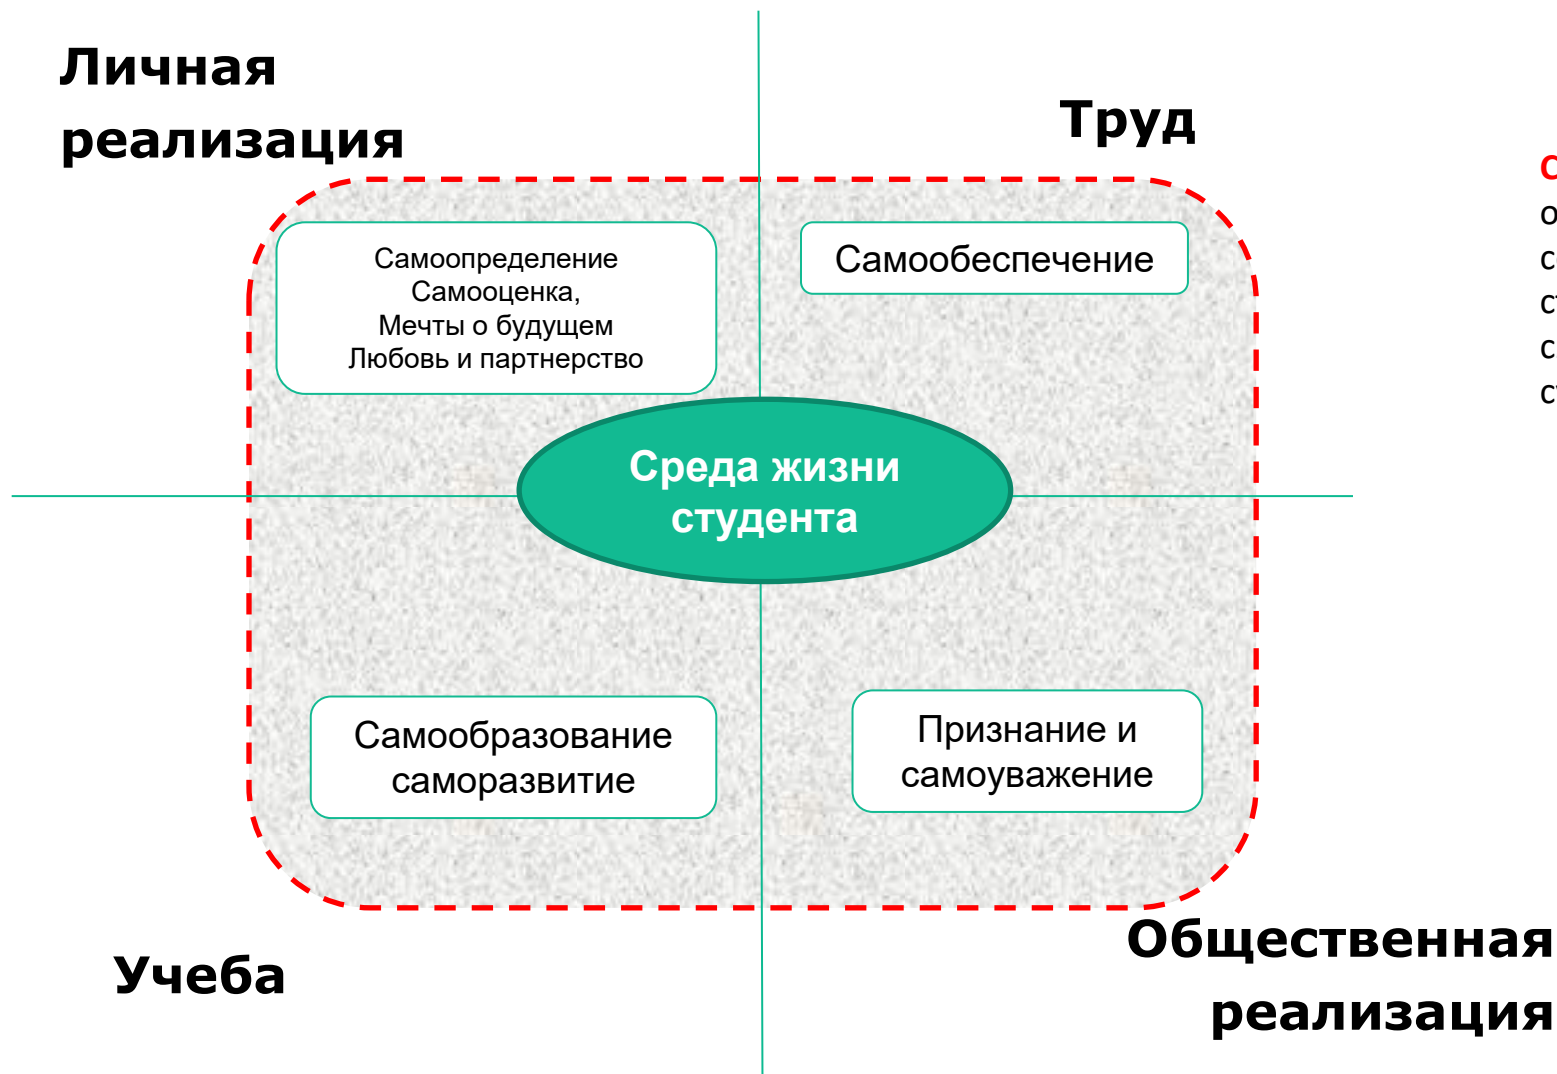 Личная
реализация
Труд
Самоопределение
Самооценка,
Мечты о будущем
Любовь и партнерство
Самообеспечение
Среда жизни
студента
Самообразование
саморазвитие
Признание и
самоуважение
Учеба
Общественная
реализация